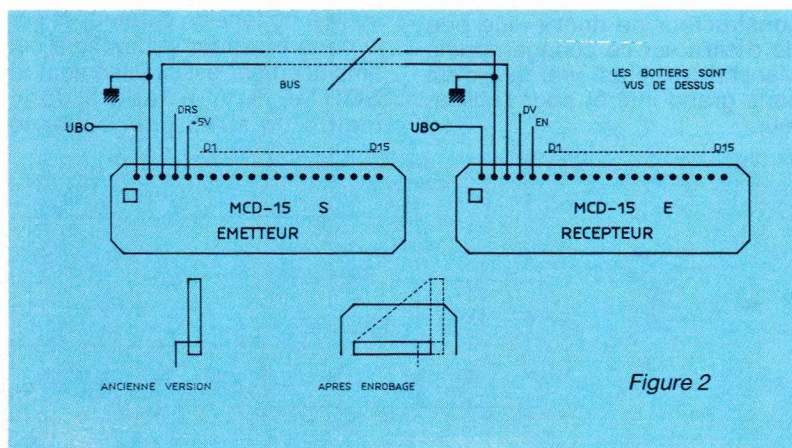 BUS
LES BOITIERS SONT
VUS DE DESSUS
UB
DRS
+5V
D1
D15
UB
DV
EN
D1
D15
MCD-15 S
EMETTEUR
MCD-15 E
RECEPTEUR
ANCIENNE VERSION
APRES ENROBAGE
Figure 2